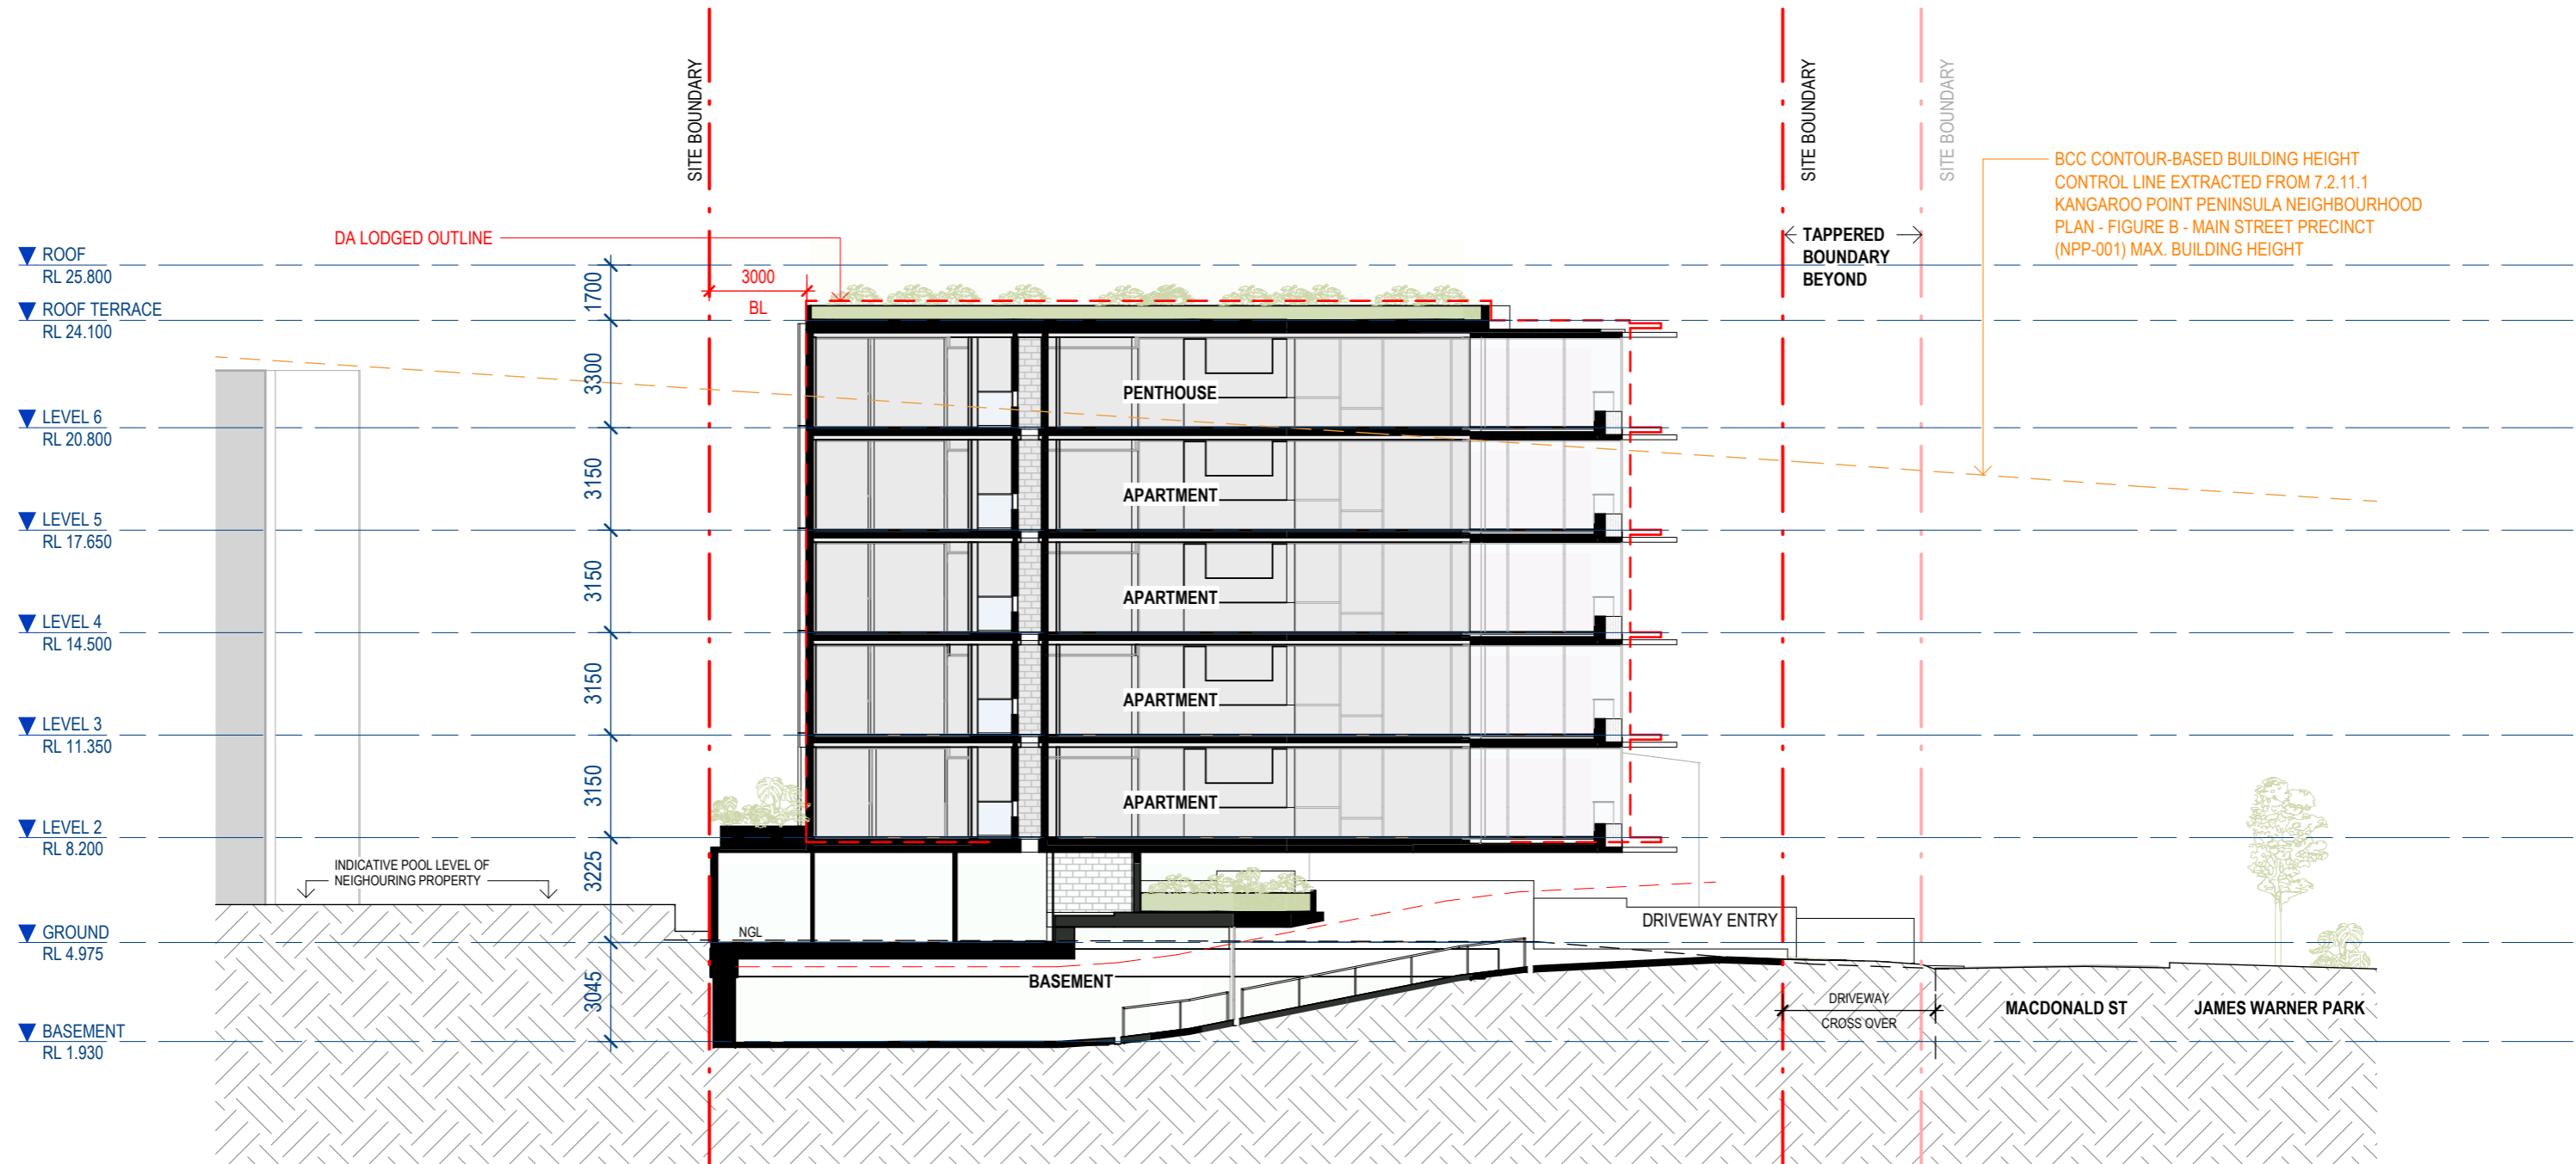 SITE BOUNDARY
SITE BOUNDARY
SITE BOUNDARY
BCC CONTOUR-BASED BUILDING HEIGHT
CONTROL LINE EXTRACTED FROM 7.2.11.1
KANGAROO POINT PENINSULA NEIGHBOURHOOD
PLAN - FIGURE B - MAIN STREET PRECINCT
(NPP-001) MAX. BUILDING HEIGHT
DA LODGED OUTLINE
TAPPERED
BOUNDARY
BEYOND
ROOF
RL 25.800
1700
3000
BL
ROOF TERRACE
RL 24.100
3300
PENTHOUSE
LEVEL 6
RL 20.800
3150
APARTMENT
LEVEL 5
RL 17.650
3150
APARTMENT
LEVEL 4
RL 14.500
3150
APARTMENT
LEVEL 3
RL 11.350
3150
APARTMENT
LEVEL 2
RL 8.200
3225
INDICATIVE POOL LEVEL OF
NEIGHOURING PROPERTY
DRIVEWAY ENTRY
GROUND
RL 4.975
NGL
3045
BASEMENT
DRIVEWAY
CROSS OVER
MACDONALD ST
JAMES WARNER PARK
BASEMENT
RL 1.930